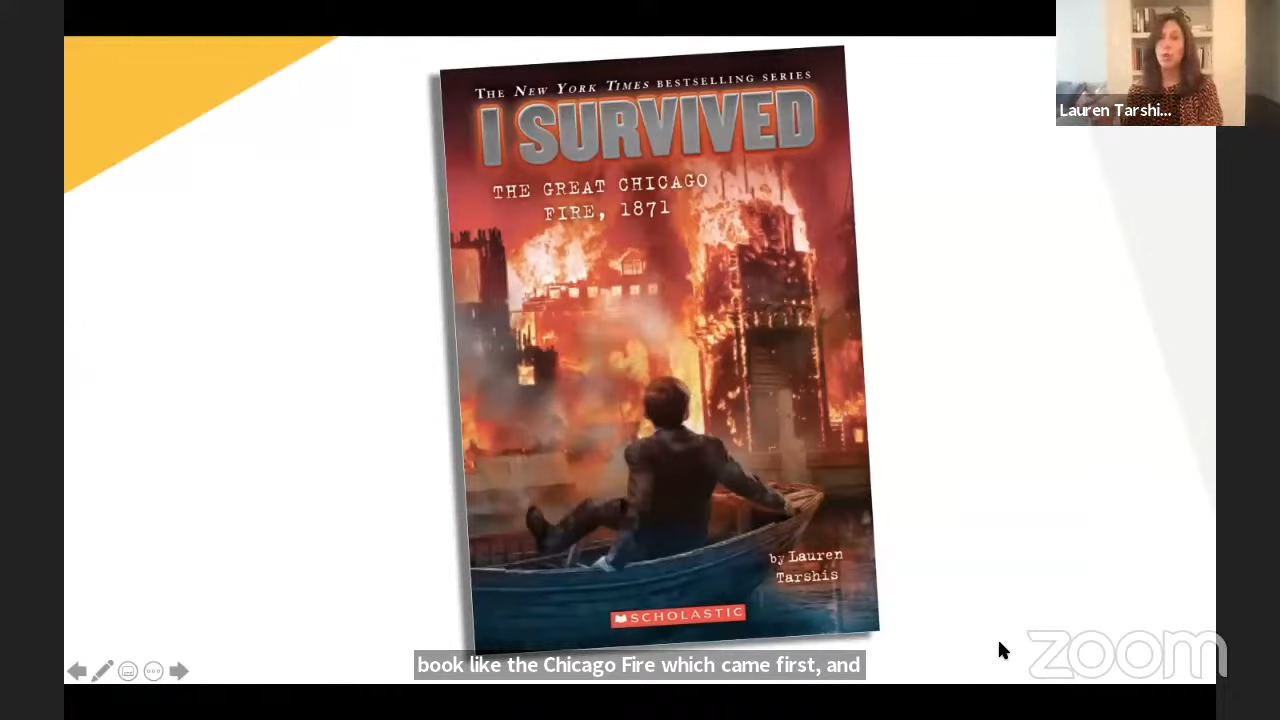 Lauren Tarshi...
THE NEW YORK TIMES BESTSELLING SERIES
I SURVIVED
THE GREAT CHICAGO
FIRE, 1871
by Lauren
Tarshis
SCHOLASTIC
book like the Chicago Fire which came first, and
zoom